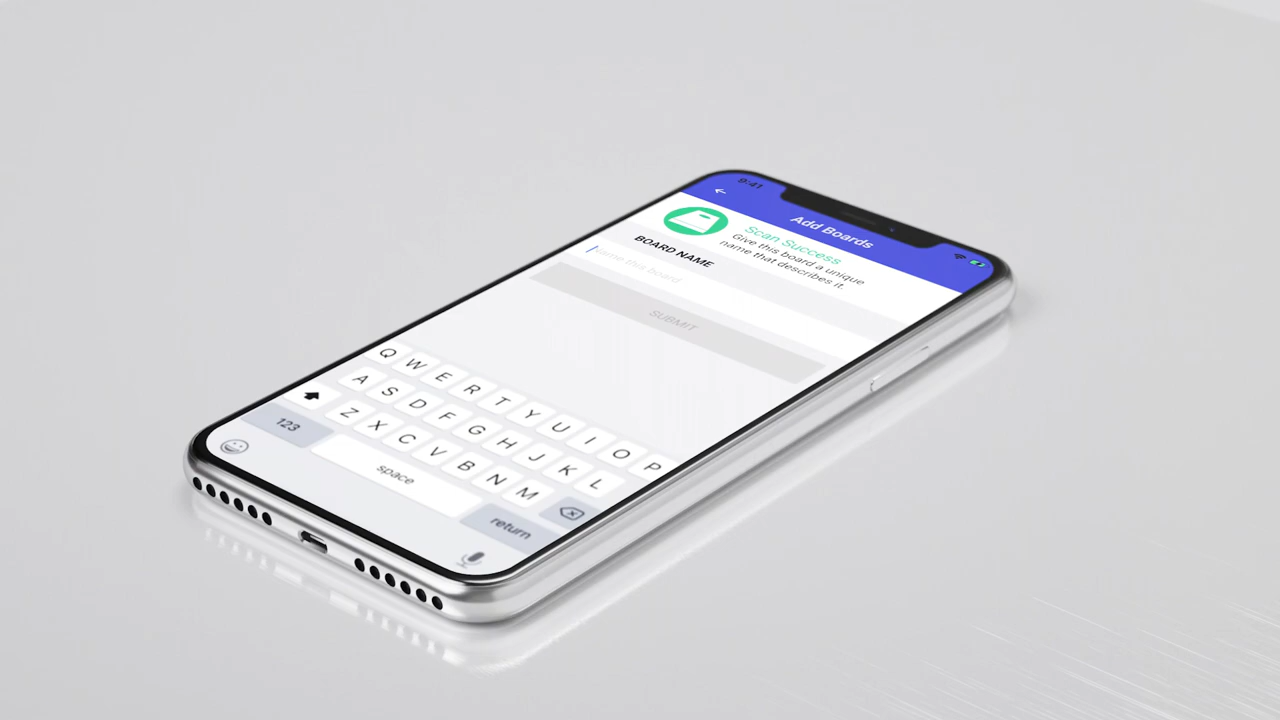 9:41
Add Boards
Scan Success
Give this board a unique
name that describes it.
BOARD NAME
Name this board
SUBMIT
Q W E R T Y U I O P
A S D F G H J K L
Z X C V B N M
123 space return